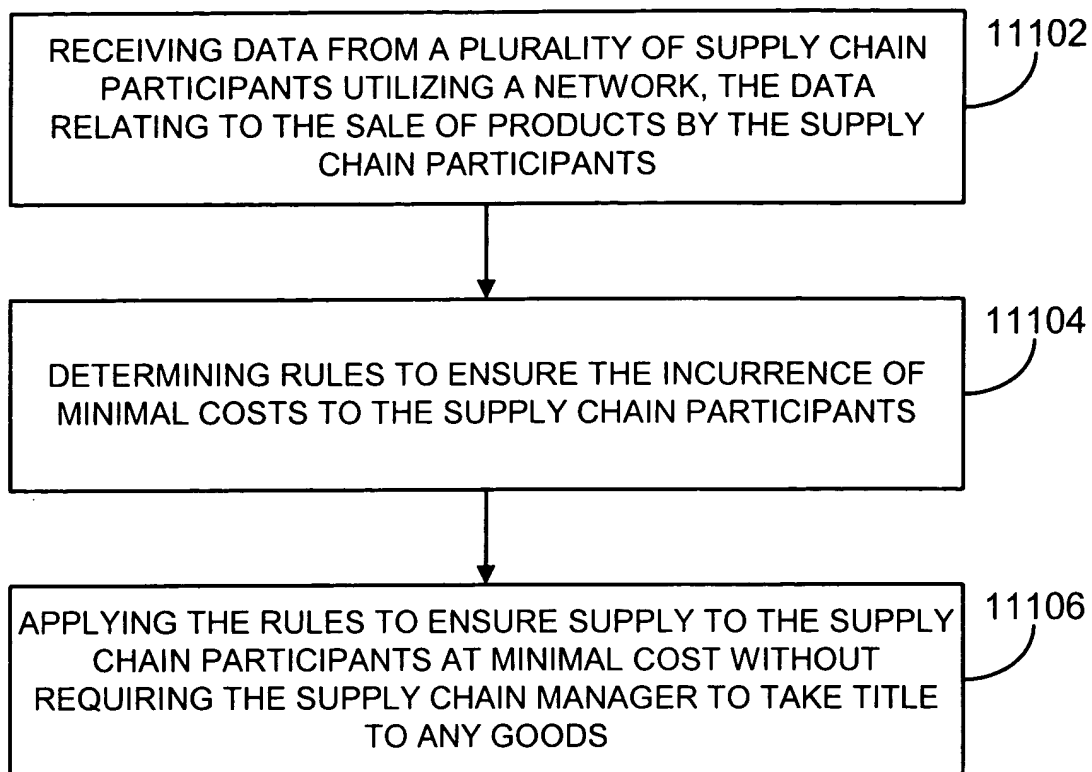 RECEIVING DATA FROM A PLURALITY OF SUPPLY CHAIN
PARTICIPANTS UTILIZING A NETWORK, THE DATA
RELATING TO THE SALE OF PRODUCTS BY THE SUPPLY
CHAIN PARTICIPANTS
11102
DETERMINING RULES TO ENSURE THE INCURRENCE OF
MINIMAL COSTS TO THE SUPPLY CHAIN PARTICIPANTS
11104
APPLYING THE RULES TO ENSURE SUPPLY TO THE SUPPLY
CHAIN PARTICIPANTS AT MINIMAL COST WITHOUT
REQUIRING THE SUPPLY CHAIN MANAGER TO TAKE TITLE
TO ANY GOODS
11106